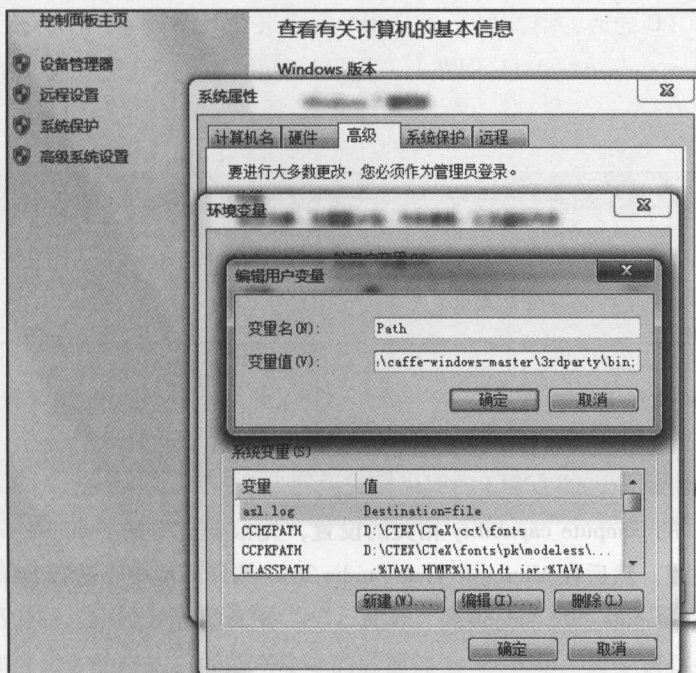 控制面板主页
设备管理器
远程设置
系统保护
高级系统设置
查看有关计算机的基本信息
Windows 版本
系统属性
计算机名 硬件 高级 系统保护 远程
要进行大多数更改，您必须作为管理员登录。
环境变量
编辑用户变量
变量名(N): Path
变量值(V): :\caffe-windows-master\3rdparty\bin;
确定 取消
系统变量(S)
变量 值
asl.log Destination=file
CCHZPATH D:\CTEX\CTeX\cct\fonts
CCPKPATH D:\CTEX\CTeX\fonts\pk\modeless\...
CLASSPATH .;%JAVA_HOME%\lib\dt.jar;%JAVA
新建(W)... 编辑(I)... 删除(L)
确定 取消